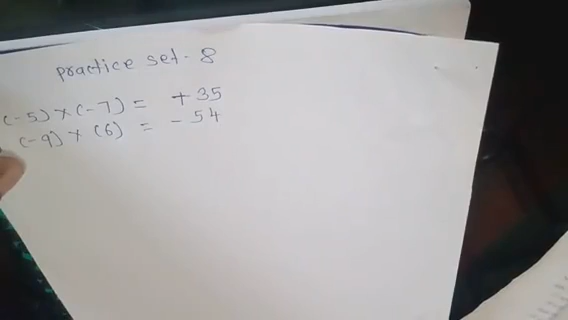 Practice set - 8
(-5) × (-7) = +35
(-9) × (6) = - 54